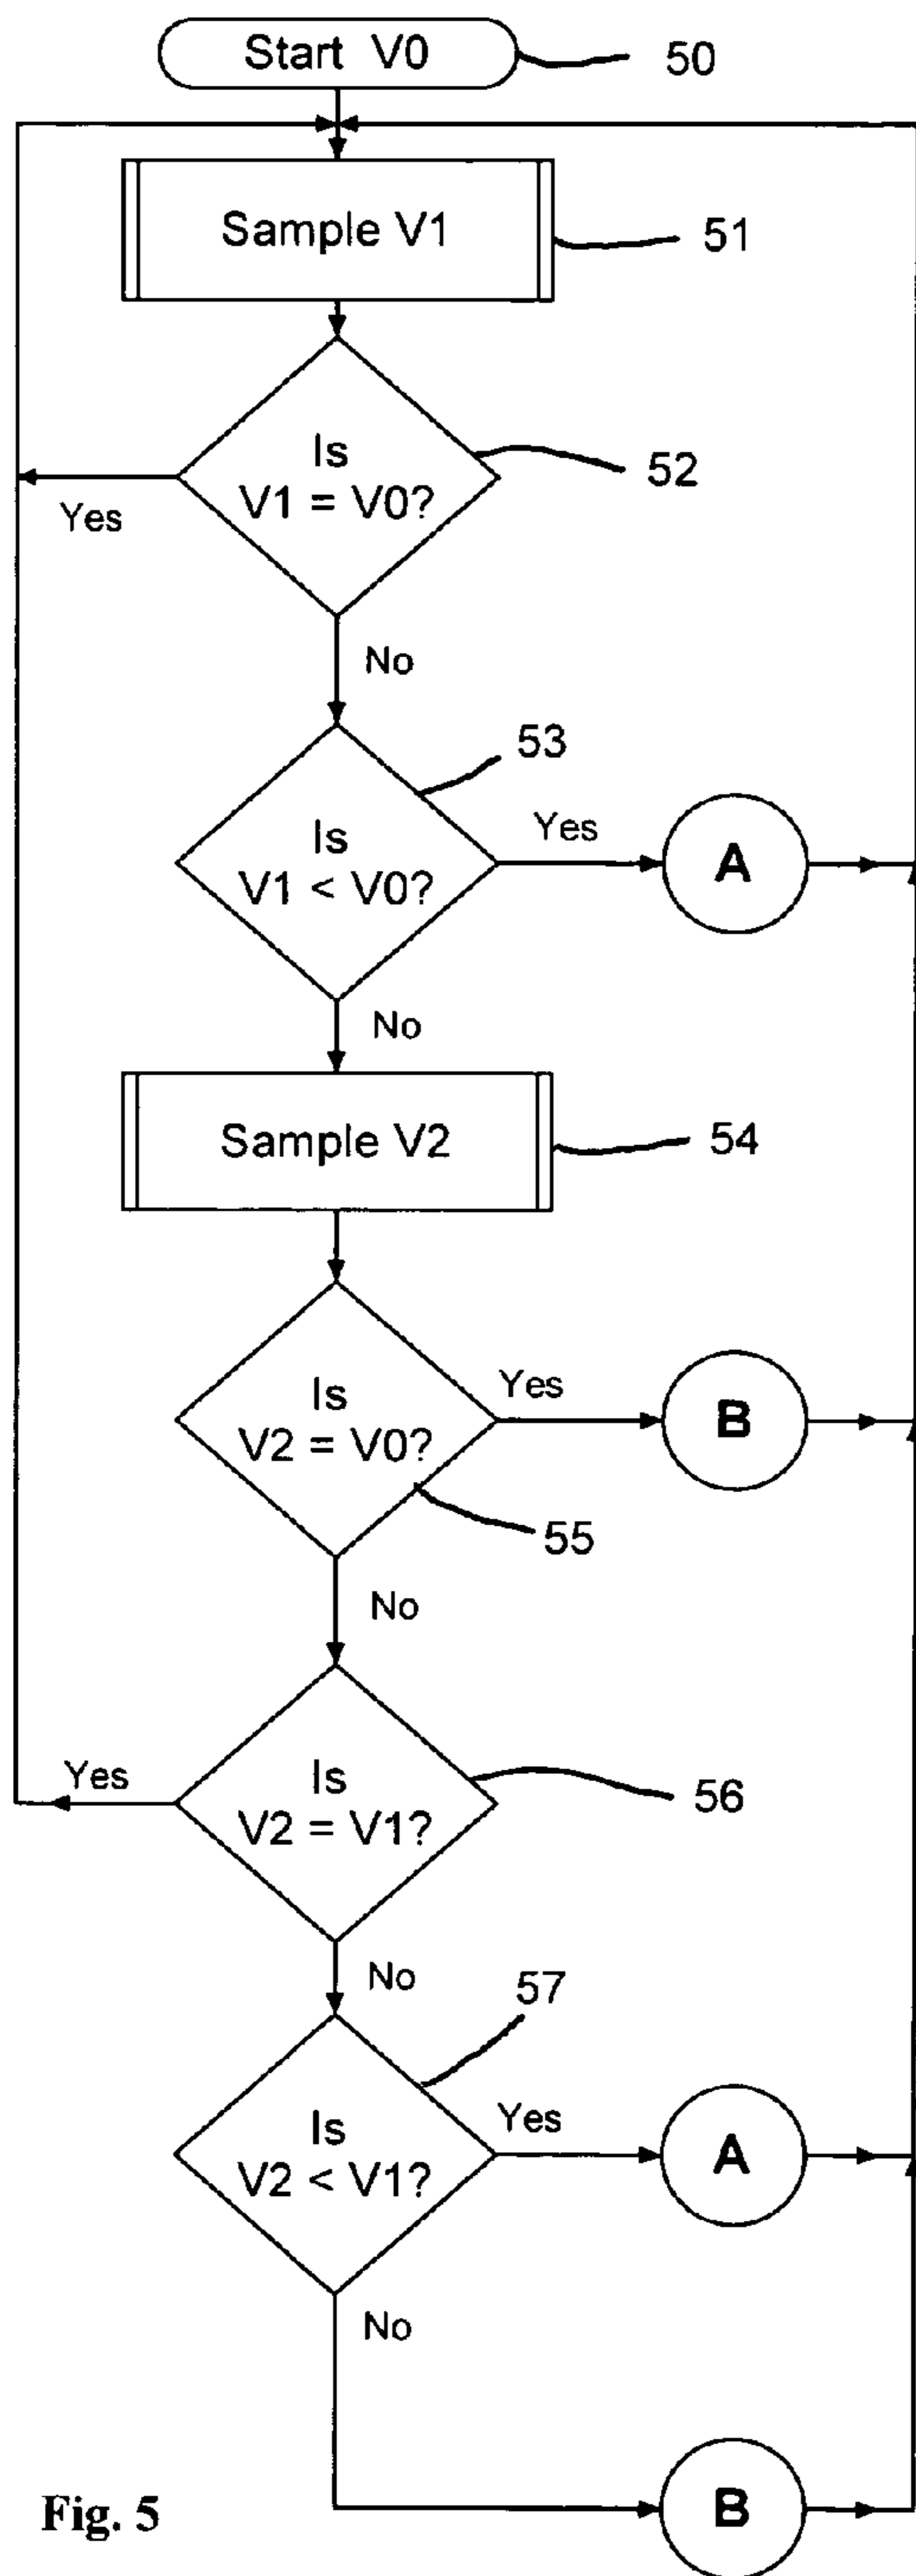 Start V0
50
Sample V1
51
Is
V1 = V0?
52
Yes
No
53
Is
V1 < V0?
Yes
A
No
Sample V2
54
Is
V2 = V0?
Yes
B
55
No
Is
V2 = V1?
Yes
56
No
57
Is
V2 < V1?
Yes
A
No
B
Fig. 5